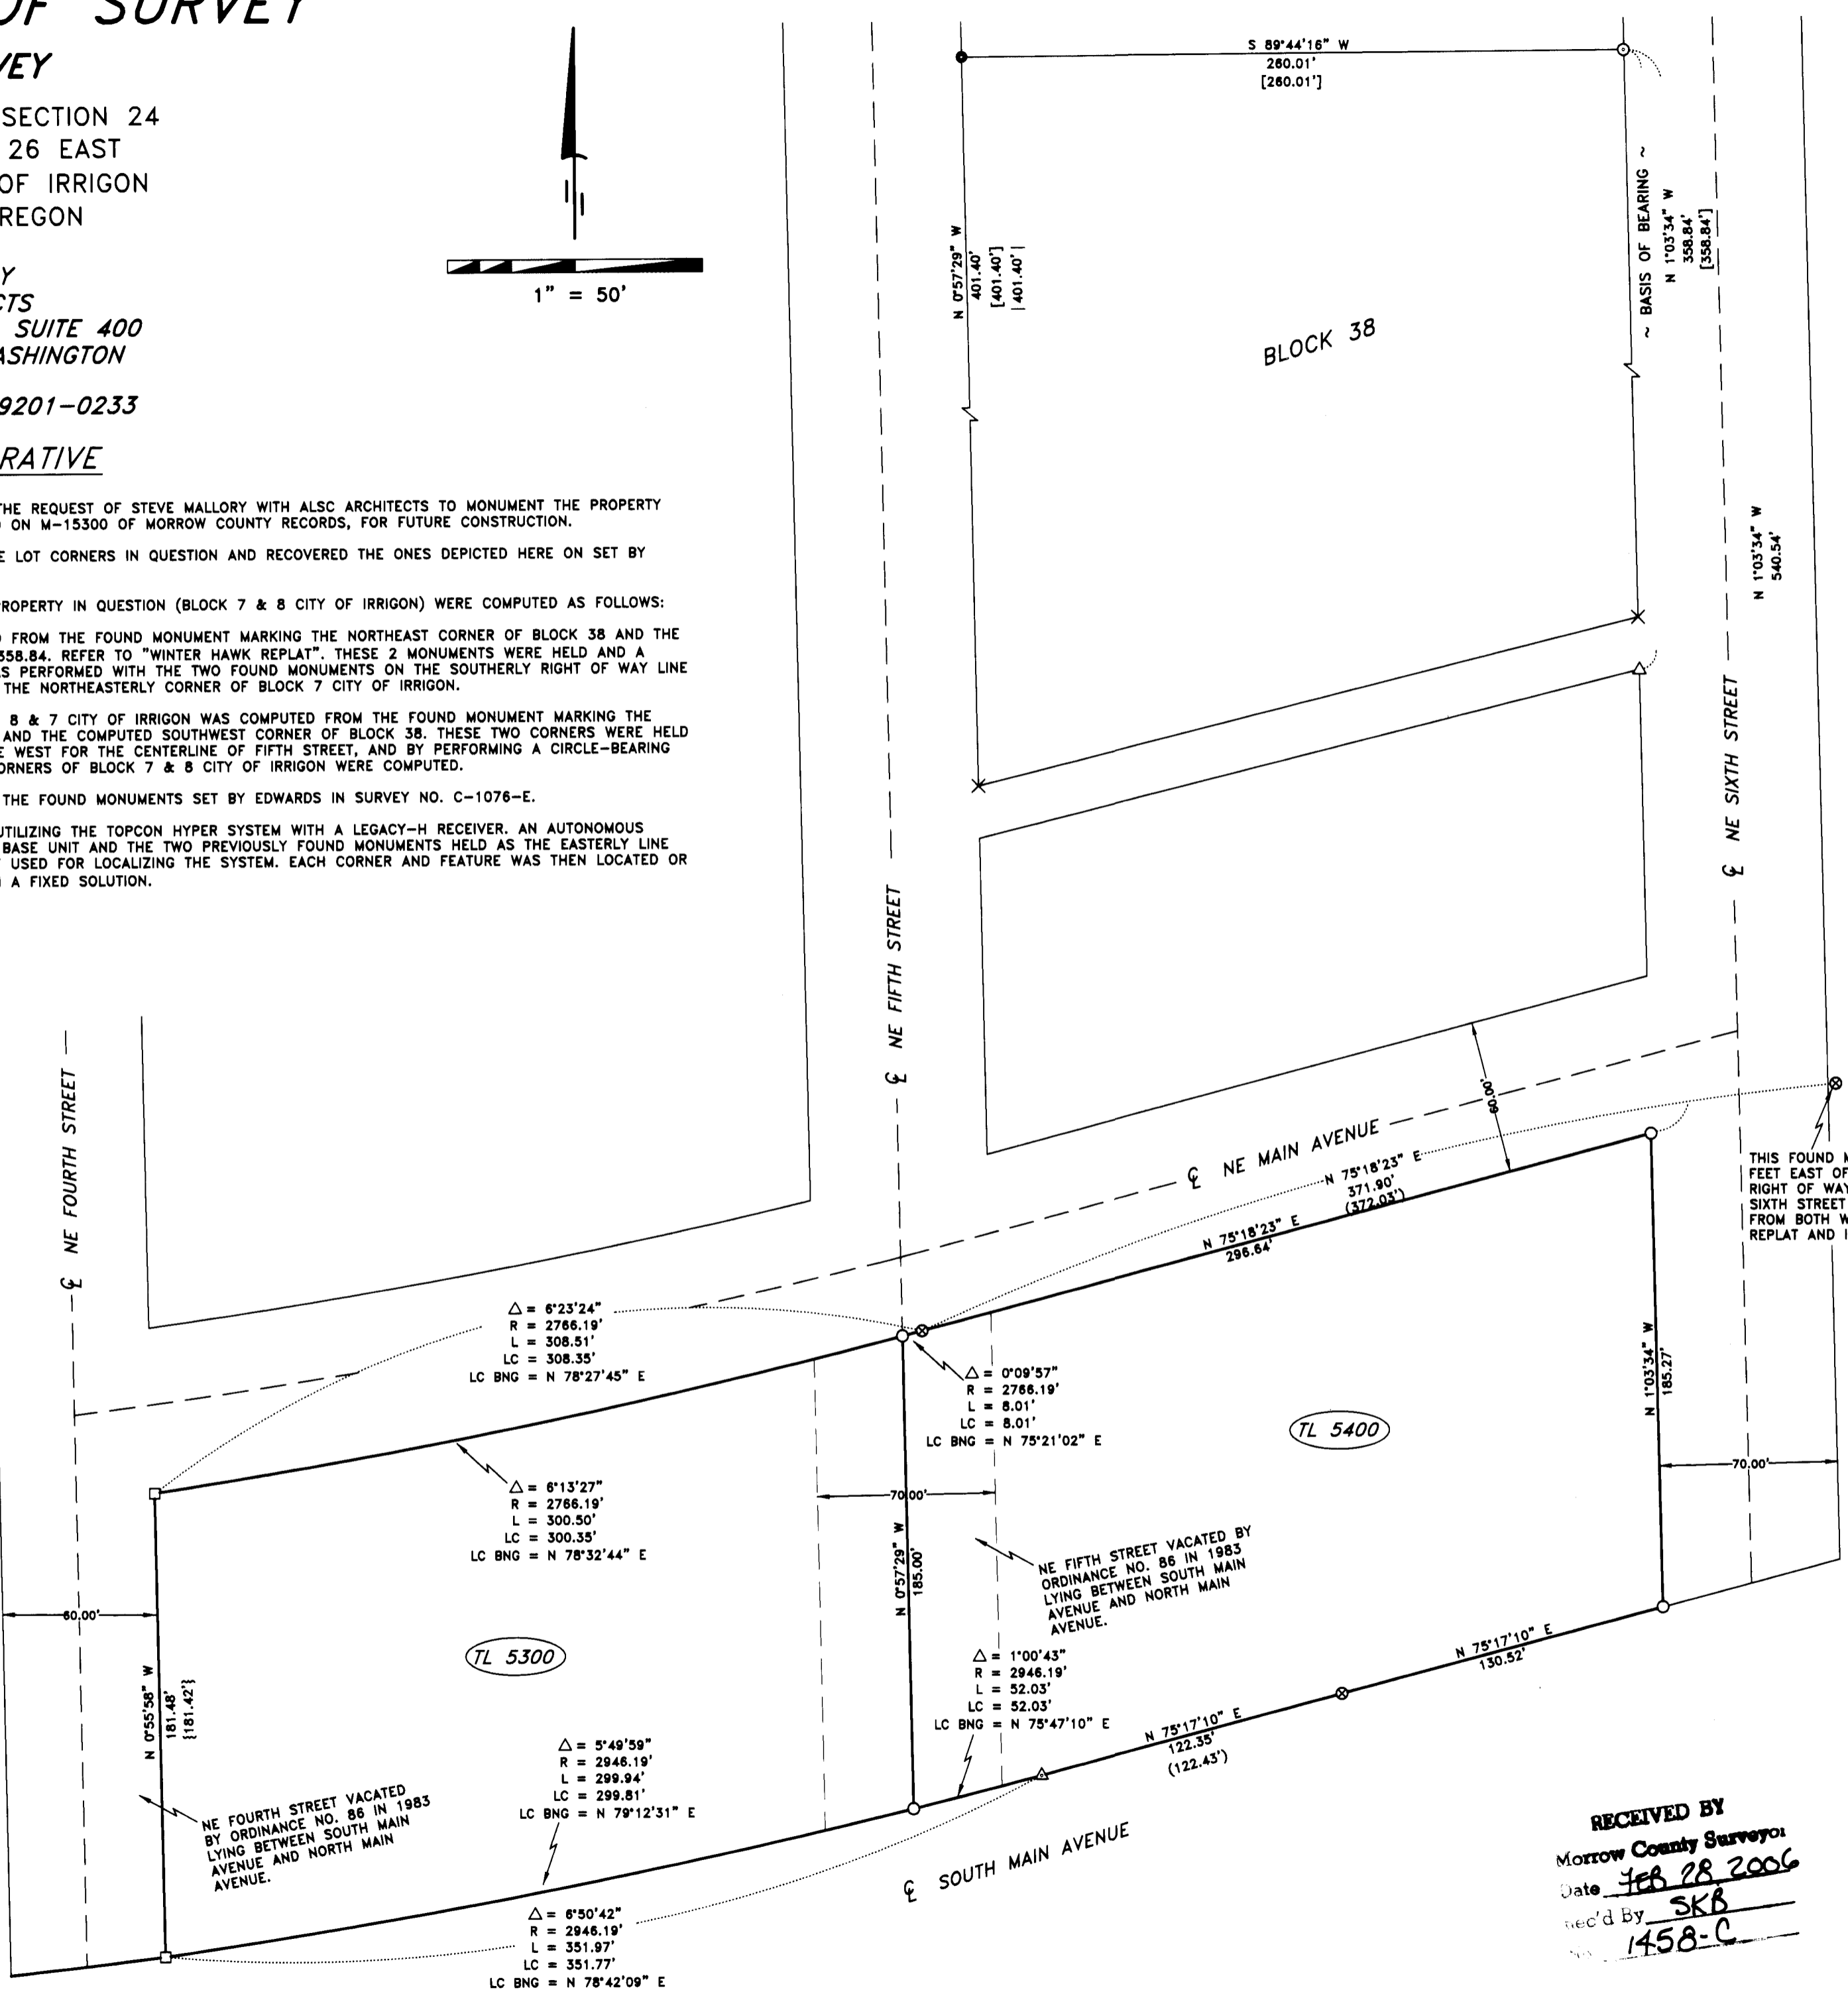 OF SURVEY
VEY
SECTION 24
26 EAST
OF IRRIGON
REGON
Y
CTS
SUITE 400
ASHINGTON
9201-0233
RATIVE
THE REQUEST OF STEVE MALLORY WITH ALSC ARCHITECTS TO MONUMENT THE PROPERTY
ON M-15300 OF MORROW COUNTY RECORDS, FOR FUTURE CONSTRUCTION.
E LOT CORNERS IN QUESTION AND RECOVERED THE ONES DEPICTED HERE ON SET BY
ROPERTY IN QUESTION (BLOCK 7 & 8 CITY OF IRRIGON) WERE COMPUTED AS FOLLOWS:
FROM THE FOUND MONUMENT MARKING THE NORTHEAST CORNER OF BLOCK 38 AND THE
358.84. REFER TO "WINTER HAWK REPLAT". THESE 2 MONUMENTS WERE HELD AND A
S PERFORMED WITH THE TWO FOUND MONUMENTS ON THE SOUTHERLY RIGHT OF WAY LINE
THE NORTHEASTERLY CORNER OF BLOCK 7 CITY OF IRRIGON.
8 & 7 CITY OF IRRIGON WAS COMPUTED FROM THE FOUND MONUMENT MARKING THE
AND THE COMPUTED SOUTHWEST CORNER OF BLOCK 38. THESE TWO CORNERS WERE HELD
E WEST FOR THE CENTERLINE OF FIFTH STREET, AND BY PERFORMING A CIRCLE-BEARING
ORNERS OF BLOCK 7 & 8 CITY OF IRRIGON WERE COMPUTED.
THE FOUND MONUMENTS SET BY EDWARDS IN SURVEY NO. C-1076-E.
UTILIZING THE TOPCON HYPER SYSTEM WITH A LEGACY-H RECEIVER. AN AUTONOMOUS
BASE UNIT AND THE TWO PREVIOUSLY FOUND MONUMENTS HELD AS THE EASTERLY LINE
USED FOR LOCALIZING THE SYSTEM. EACH CORNER AND FEATURE WAS THEN LOCATED OR
A FIXED SOLUTION.
1" = 50'
S 89°44'16" W
260.01'
[260.01']
N 0°57'29" W
401.40'
[401.40']
|401.40'|
BLOCK 38
~ BASIS OF BEARING ~
N 1°03'34" W
358.84'
[358.84']
N 1°03'34" W
540.54'
℄ NE SIXTH STREET
℄ NE FIFTH STREET
℄ NE FOURTH STREET
60.00'
℄ NE MAIN AVENUE
N 75°18'23" E
371.90'
(372.03')
N 75°18'23" E
296.64'
THIS FOUND M
FEET EAST OF
RIGHT OF WAY
SIXTH STREET
FROM BOTH W
REPLAT AND I
△ = 6°23'24"
R = 2766.19'
L = 308.51'
LC = 308.35'
LC BNG = N 78°27'45" E
△ = 0°09'57"
R = 2766.19'
L = 8.01'
LC = 8.01'
LC BNG = N 75°21'02" E
TL 5400
N 1°03'34" W
185.27'
70.00'
△ = 6°13'27"
R = 2766.19'
L = 300.50'
LC = 300.35'
LC BNG = N 78°32'44" E
70.00'
N 0°57'29" W
185.00'
NE FIFTH STREET VACATED BY
ORDINANCE NO. 86 IN 1983
LYING BETWEEN SOUTH MAIN
AVENUE AND NORTH MAIN
AVENUE.
60.00'
TL 5300
N 0°55'58" W
181.48'
{181.42'}
△ = 1°00'43"
R = 2946.19'
L = 52.03'
LC = 52.03'
LC BNG = N 75°47'10" E
N 75°17'10" E
130.52'
N 75°17'10" E
122.35'
(122.43')
△ = 5°49'59"
R = 2946.19'
L = 299.94'
LC = 299.81'
LC BNG = N 79°12'31" E
NE FOURTH STREET VACATED
BY ORDINANCE NO. 86 IN 1983
LYING BETWEEN SOUTH MAIN
AVENUE AND NORTH MAIN
AVENUE.
℄ SOUTH MAIN AVENUE
△ = 6°50'42"
R = 2946.19'
L = 351.97'
LC = 351.77'
LC BNG = N 78°42'09" E
RECEIVED BY
Morrow County Surveyor
Date FEB 28 2006
Rec'd By SKB
1458-C